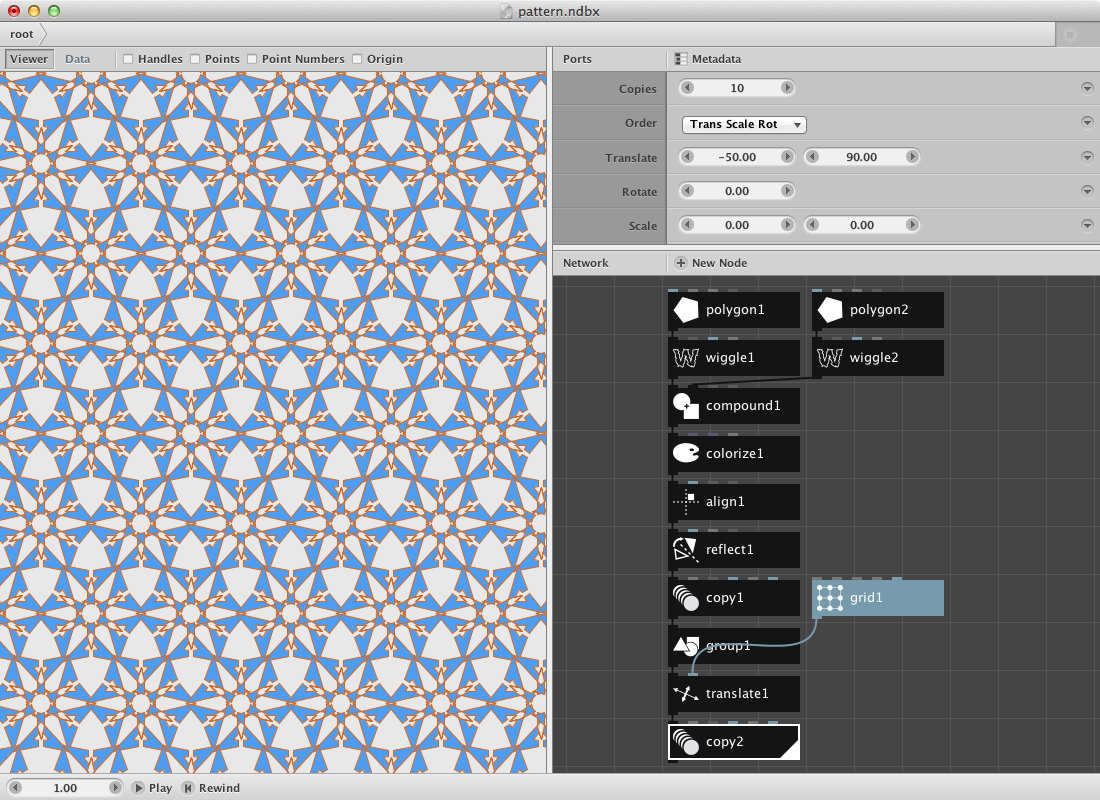 pattern.ndbx
root
Viewer Data Handles Points Point Numbers Origin
Ports Metadata
Copies 10
Order Trans Scale Rot
Translate −50.00 90.00
Rotate 0.00
Scale 0.00 0.00
Network New Node
polygon1 polygon2
wiggle1 wiggle2
compound1
colorize1
align1
reflect1
copy1 grid1
group1
translate1
copy2
1.00 Play Rewind